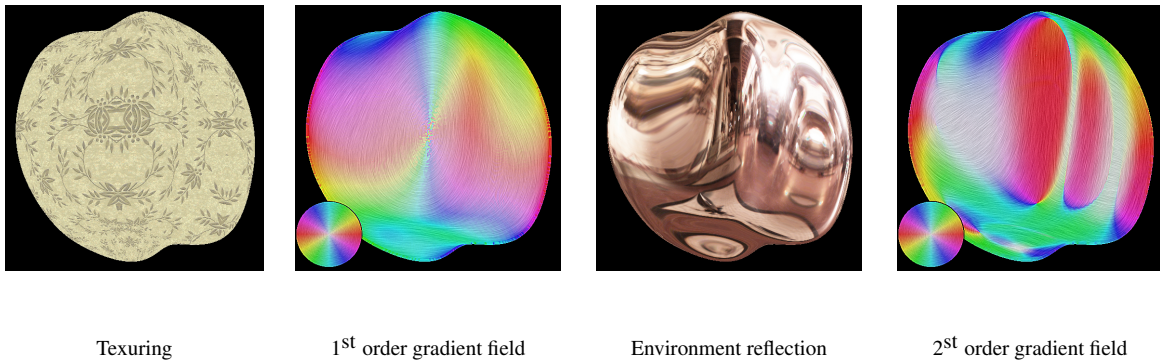 Texuring
1st order gradient field
Environment reflection
2st order gradient field